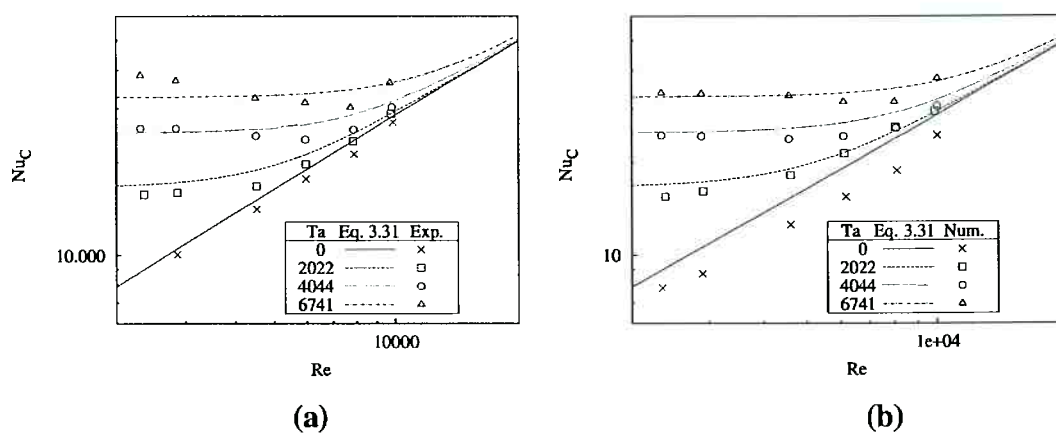 Nu_C
10.000
Ta Eq. 3.31 Exp.
0
2022
4044
6741
10000
Re
(a)
Nu_C
10
Ta Eq. 3.31 Num.
0
2022
4044
6741
1e+04
Re
(b)